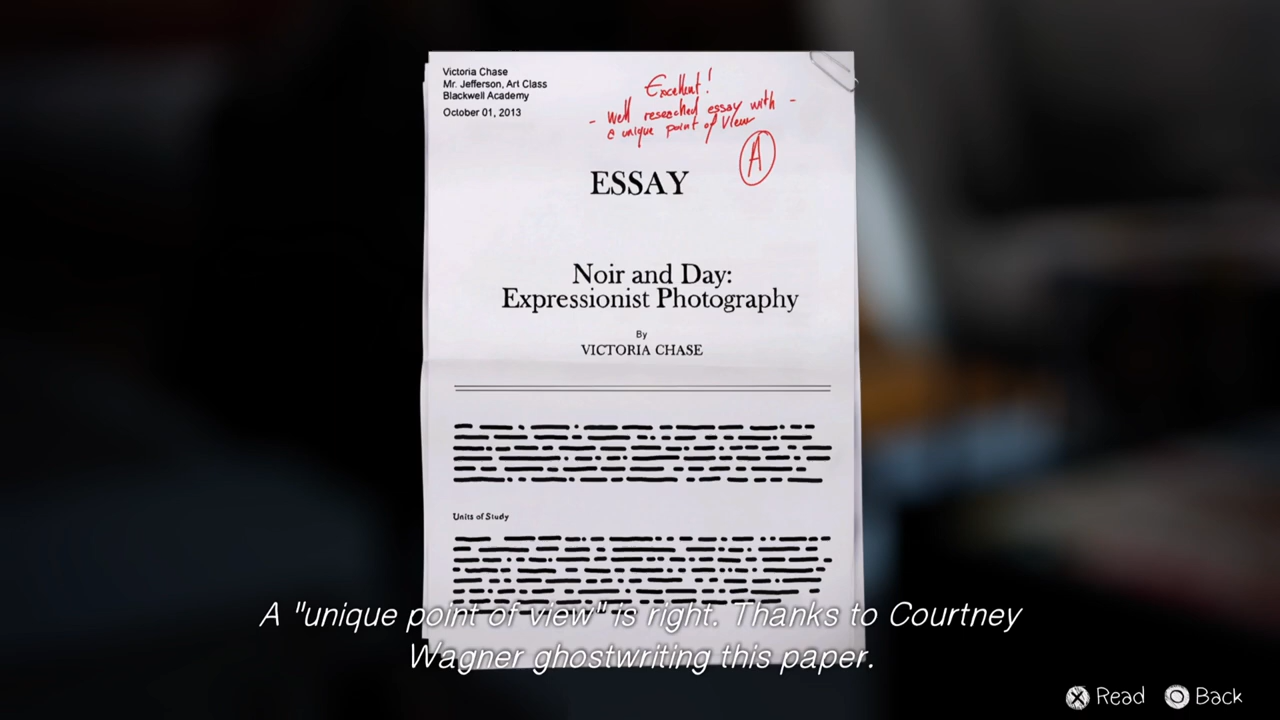 Victoria Chase
Mr. Jefferson, Art Class
Blackwell Academy
October 01, 2013
Excellent!
- Well reseached essay with -
a unique point of View
A
ESSAY
Noir and Day:
Expressionist Photography
By
VICTORIA CHASE
Units of Study
A "unique point of view" is right. Thanks to Courtney
Wagner ghostwriting this paper.
Read Back